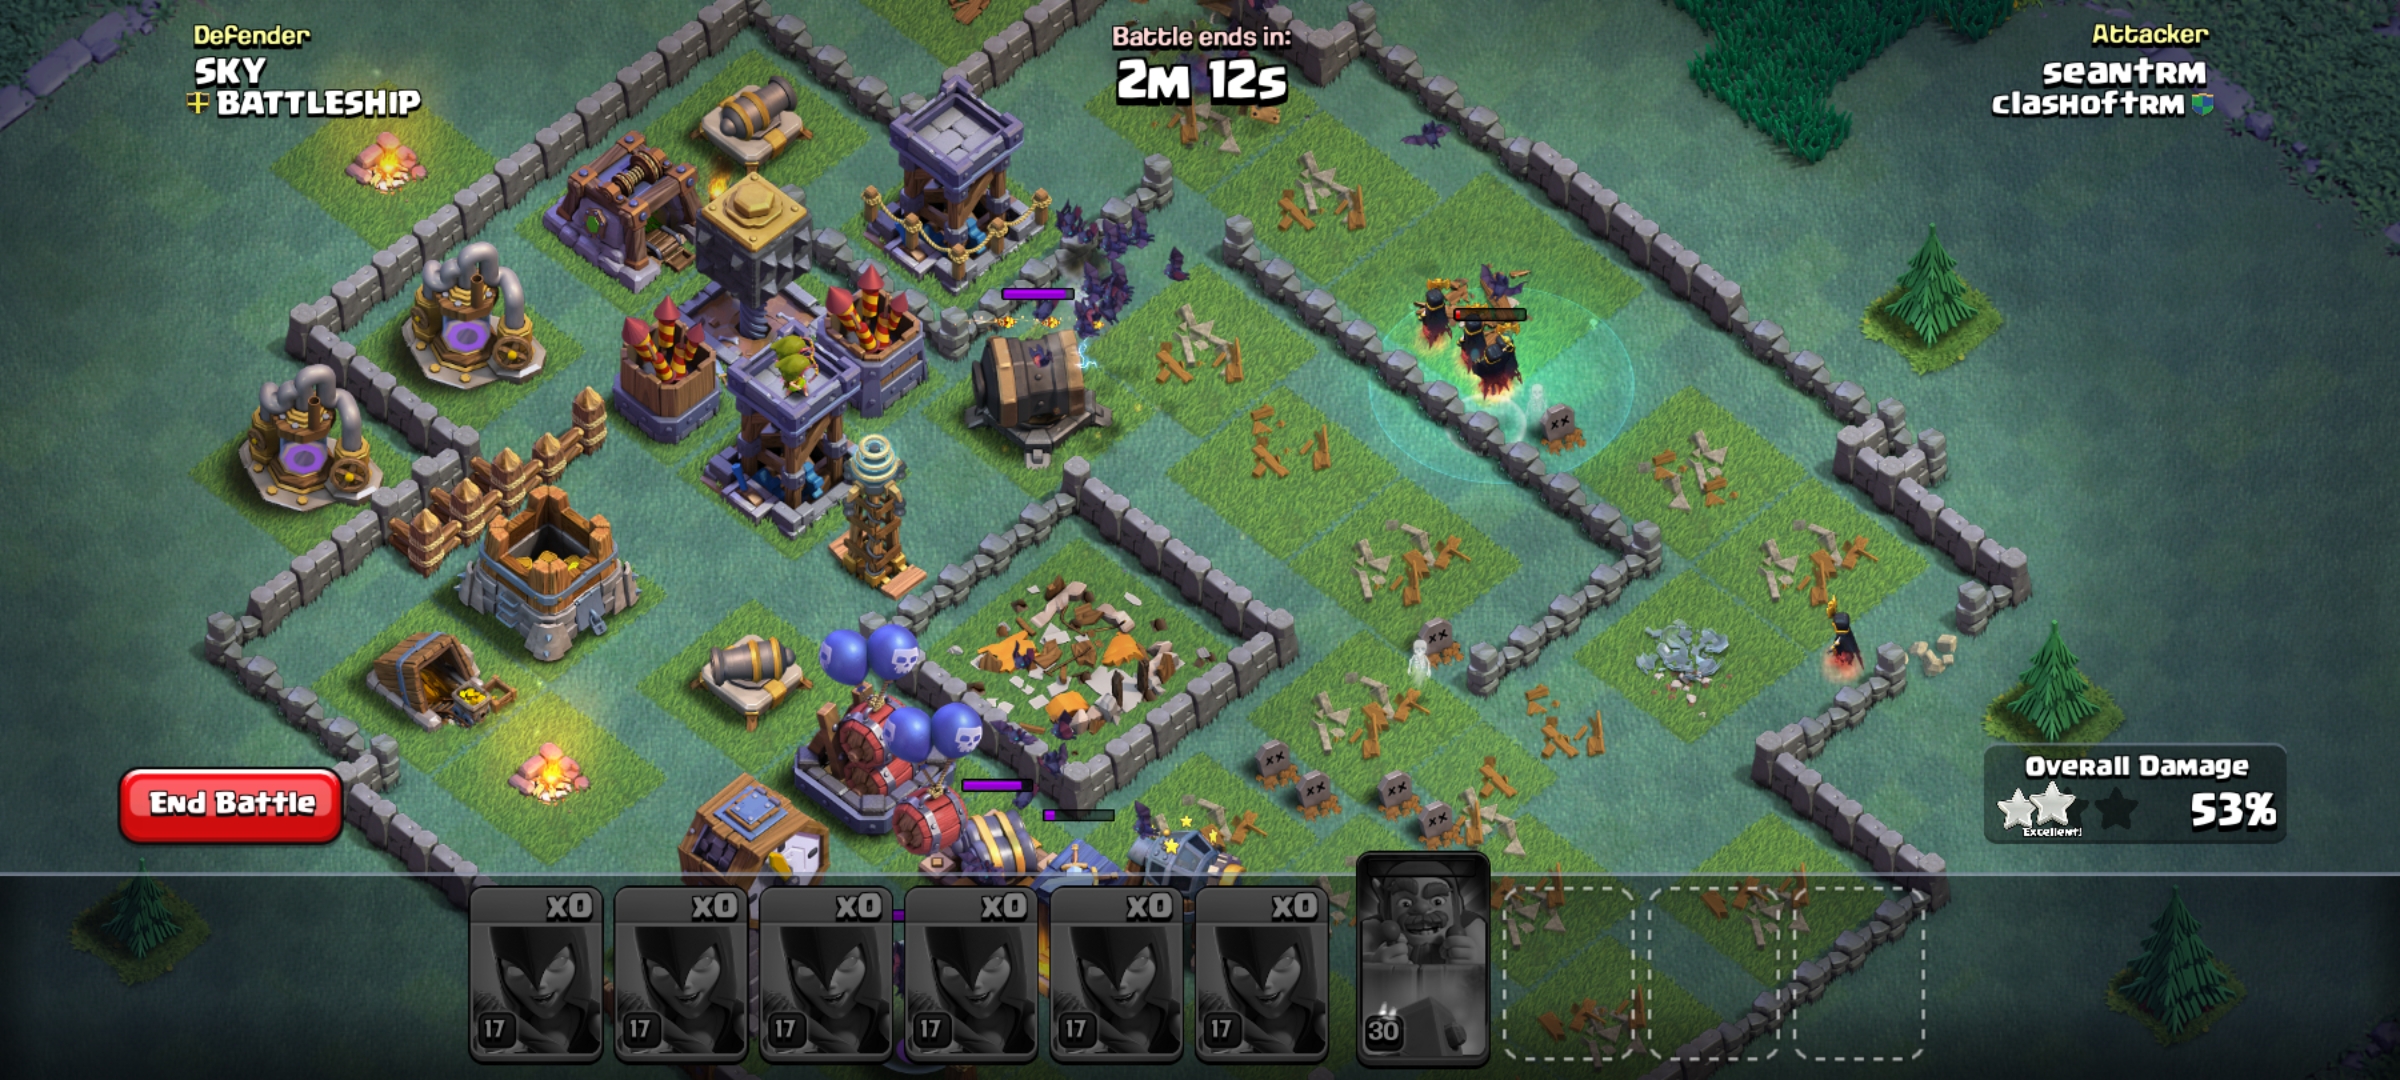 Defender
SKY
BATTLESHIP
Battle ends in:
2M 12s
Attacker
seantRM
clashoftRM
End Battle
Overall Damage
Excellent!
53%
x0
x0
x0
x0
x0
x0
17
17
17
17
17
17
30